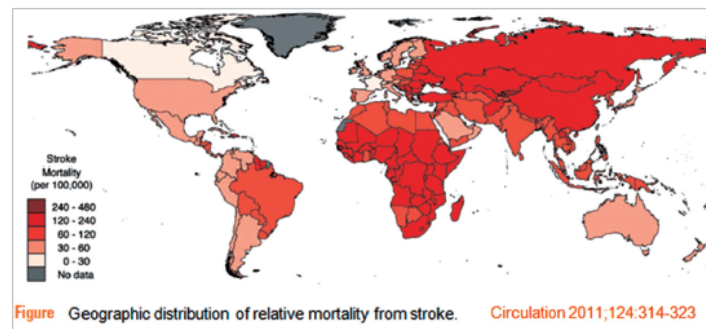 Stroke
Mortality
(per 100,000)
240 - 480
120 - 240
60 - 120
30 - 60
0 - 30
No data
Figure Geographic distribution of relative mortality from stroke. Circulation 2011;124:314-323